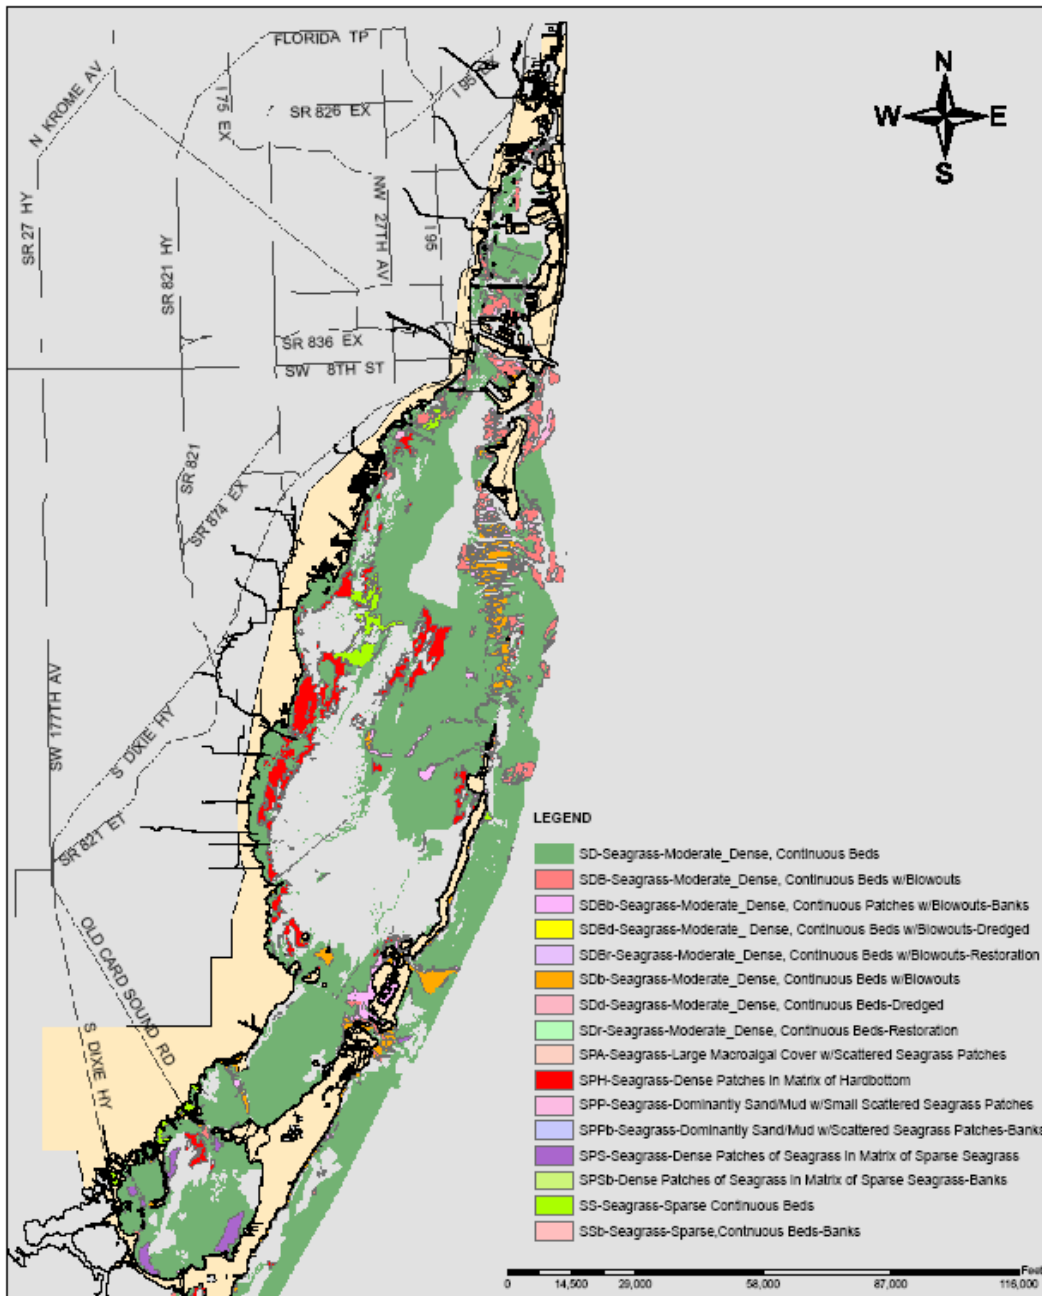 FLORIDA TP
N KROME AV
I 75 EX
SR 826 EX
I 95 EX
N
W E
S
SR 27 HY
SR 821 HY
NW 27TH AV
I 95
SR 836 EX
SW 8TH ST
SR 821
SR 874 EX
SW 177TH AV
S DIXIE HY
SR 821 ET
OLD CARD SOUND RD
S DIXIE HY
LEGEND
SD-Seagrass-Moderate_Dense, Continuous Beds
SDB-Seagrass-Moderate_Dense, Continuous Beds w/Blowouts
SDBb-Seagrass-Moderate_Dense, Continuous Patches w/Blowouts-Banks
SDBd-Seagrass-Moderate_ Dense, Continuous Beds w/Blowouts-Dredged
SDBr-Seagrass-Moderate_Dense, Continuous Beds w/Blowouts-Restoration
SDb-Seagrass-Moderate_Dense, Continuous Beds w/Blowouts
SDd-Seagrass-Moderate_Dense, Continuous Beds-Dredged
SDr-Seagrass-Moderate_Dense, Continuous Beds-Restoration
SPA-Seagrass-Large Macroalgal Cover w/Scattered Seagrass Patches
SPH-Seagrass-Dense Patches in Matrix of Hardbottom
SPP-Seagrass-Dominantly Sand/Mud w/Small Scattered Seagrass Patches
SPPb-Seagrass-Dominantly Sand/Mud w/Scattered Seagrass Patches-Banks
SPS-Seagrass-Dense Patches of Seagrass in Matrix of Sparse Seagrass
SPSb-Dense Patches of Seagrass in Matrix of Sparse Seagrass-Banks
SS-Seagrass-Sparse Continuous Beds
SSb-Seagrass-Sparse,Contnuous Beds-Banks
Feet
0 14,500 29,000 58,000 87,000 116,000